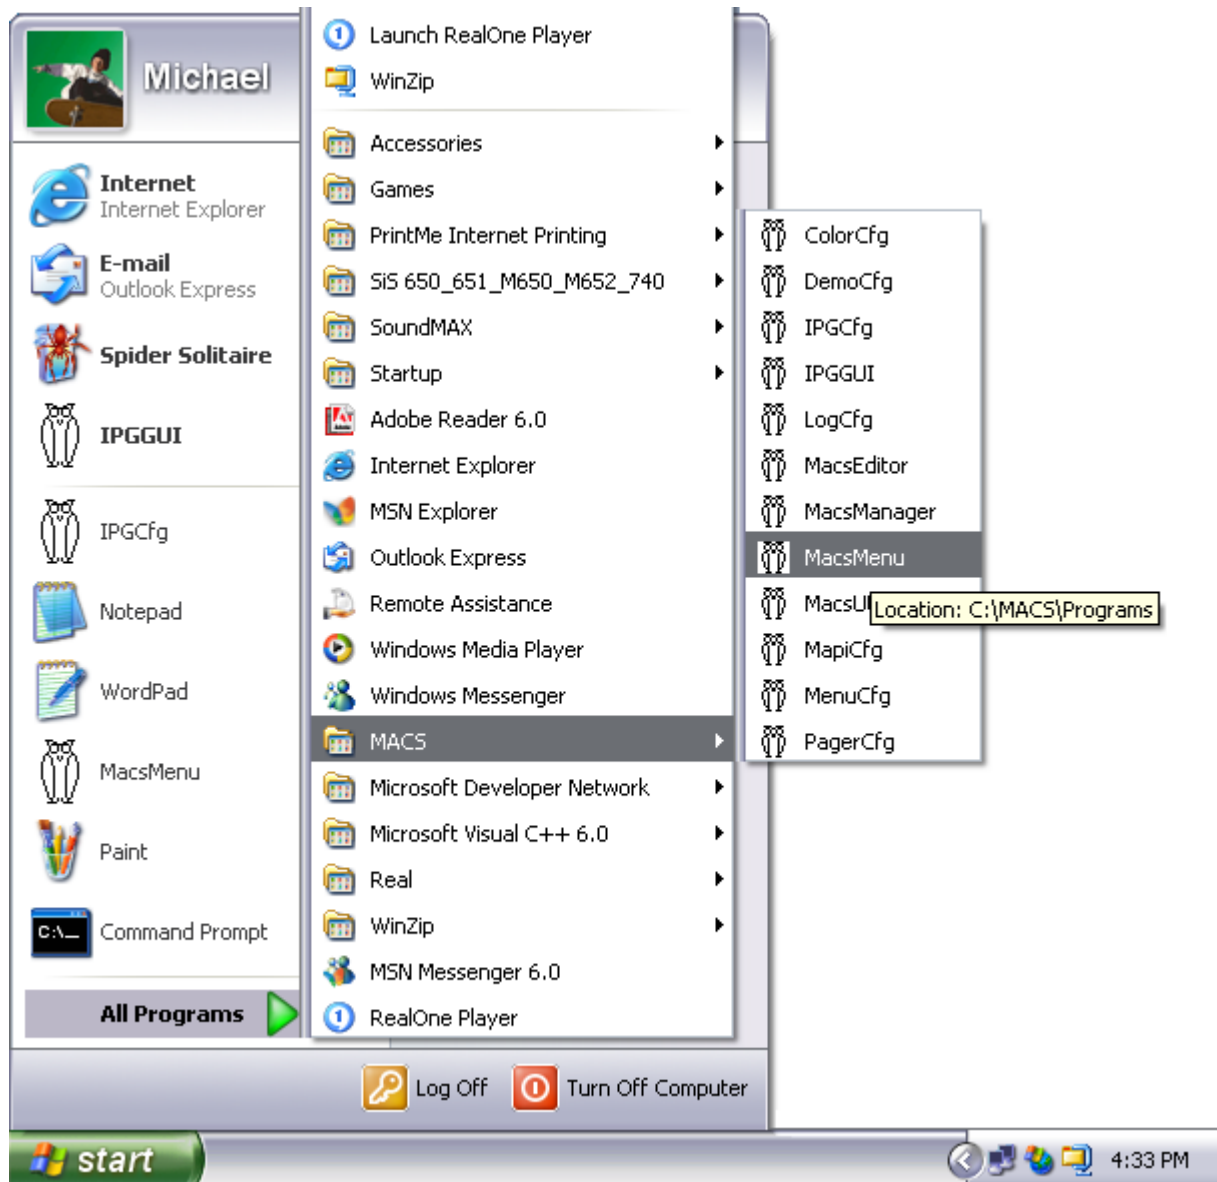 Michael
Internet
Internet Explorer
E-mail
Outlook Express
Spider Solitaire
IPGGUI
IPGCfg
Notepad
WordPad
MacsMenu
Paint
C:\_
Command Prompt
All Programs
Launch RealOne Player
WinZip
Accessories
Games
PrintMe Internet Printing
SiS 650_651_M650_M652_740
SoundMAX
Startup
Adobe Reader 6.0
Internet Explorer
MSN Explorer
Outlook Express
Remote Assistance
Windows Media Player
Windows Messenger
MACS
Microsoft Developer Network
Microsoft Visual C++ 6.0
Real
WinZip
MSN Messenger 6.0
RealOne Player
ColorCfg
DemoCfg
IPGCfg
IPGGUI
LogCfg
MacsEditor
MacsManager
MacsMenu
Location: C:\MACS\Programs
MapiCfg
MenuCfg
PagerCfg
Log Off
Turn Off Computer
start
4:33 PM